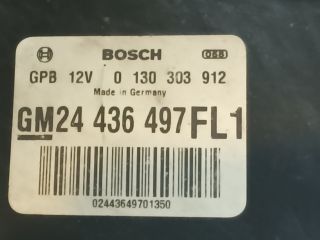 BOSCH
GPB 12V 0 130 303 912
Made in Germany
GM24 436 497FL1
02443649701350